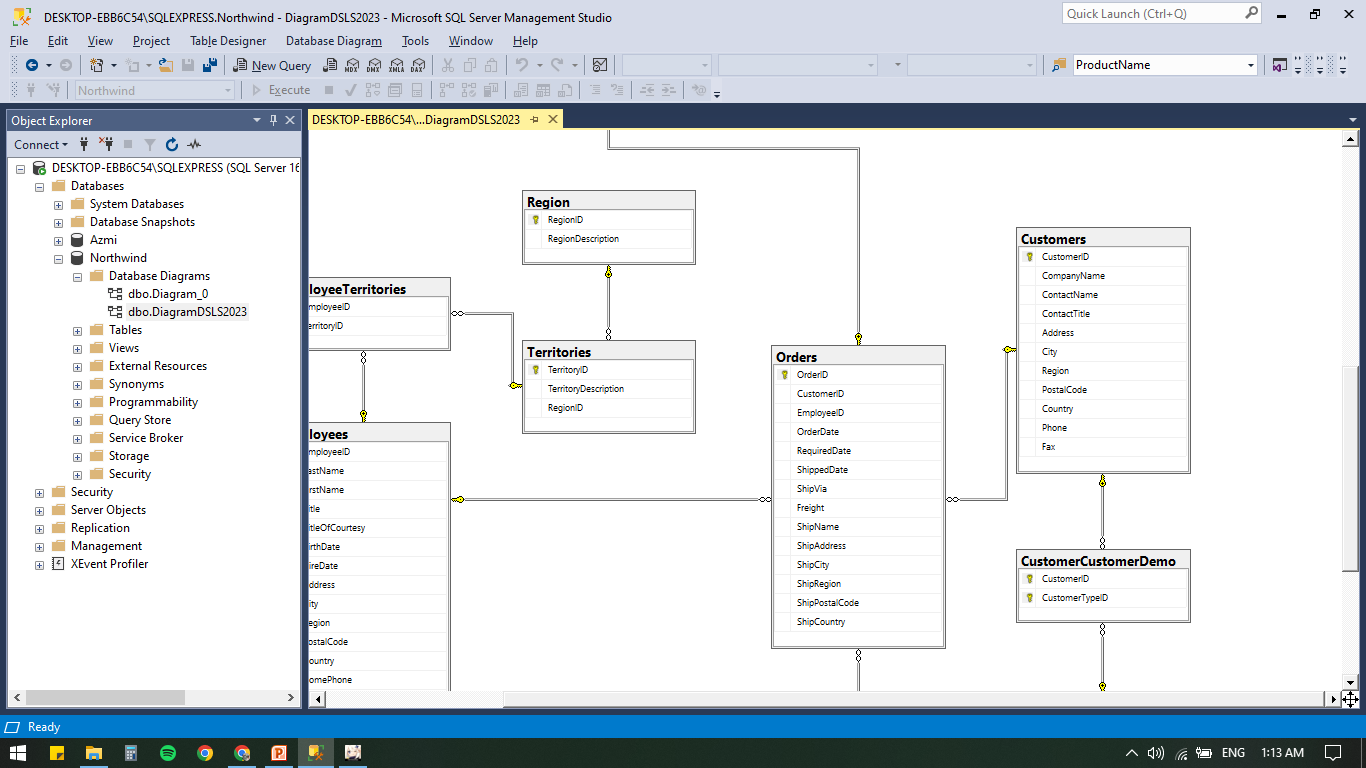 DESKTOP-EBB6C54\SQLEXPRESS.Northwind - DiagramDSLS2023 - Microsoft SQL Server Management Studio
Quick Launch (Ctrl+Q)
File Edit View Project Table Designer Database Diagram Tools Window Help
New Query MDX DMX XMLA DAX ProductName
Northwind Execute
Object Explorer
Connect
DESKTOP-EBB6C54\SQLEXPRESS (SQL Server 16
Databases
System Databases
Database Snapshots
Azmi
Northwind
Database Diagrams
dbo.Diagram_0
dbo.DiagramDSLS2023
Tables
Views
External Resources
Synonyms
Programmability
Query Store
Service Broker
Storage
Security
Security
Server Objects
Replication
Management
XEvent Profiler
DESKTOP-EBB6C54\...DiagramDSLS2023
Region
RegionID
RegionDescription
loyeeTerritories
mployeeID
erritoryID
Territories
TerritoryID
TerritoryDescription
RegionID
loyees
mployeeID
astName
irstName
itle
itleOfCourtesy
irthDate
ireDate
ddress
ity
egion
ostalCode
ountry
omePhone
Orders
OrderID
CustomerID
EmployeeID
OrderDate
RequiredDate
ShippedDate
ShipVia
Freight
ShipName
ShipAddress
ShipCity
ShipRegion
ShipPostalCode
ShipCountry
Customers
CustomerID
CompanyName
ContactName
ContactTitle
Address
City
Region
PostalCode
Country
Phone
Fax
CustomerCustomerDemo
CustomerID
CustomerTypeID
Ready
ENG 1:13 AM